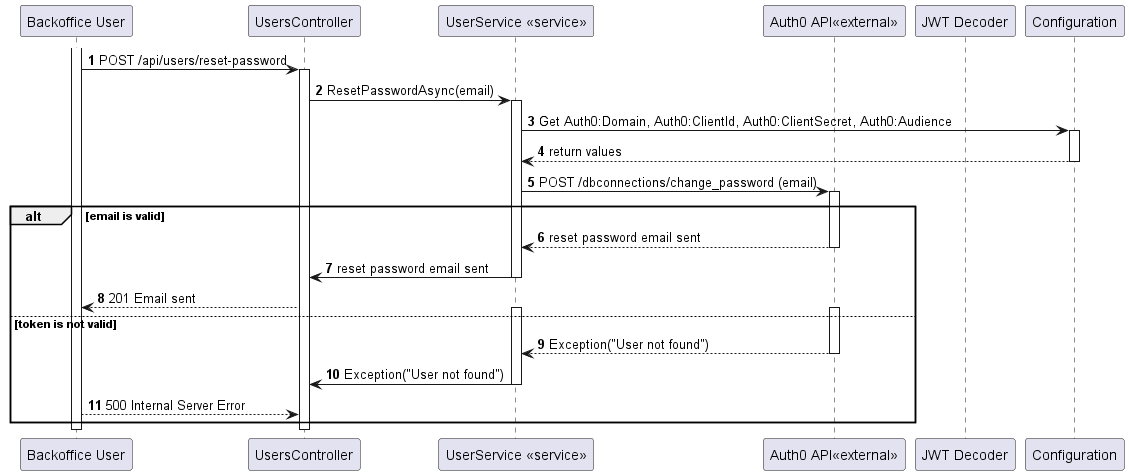 Backoffice User
UsersController
UserService «service»
Auth0 API«external»
JWT Decoder
Configuration
1 POST /api/users/reset-password
2 ResetPasswordAsync(email)
3 Get Auth0:Domain, Auth0:ClientId, Auth0:ClientSecret, Auth0:Audience
4 return values
5 POST /dbconnections/change_password (email)
alt [email is valid]
6 reset password email sent
7 reset password email sent
8 201 Email sent
[token is not valid]
9 Exception("User not found")
10 Exception("User not found")
11 500 Internal Server Error
Backoffice User
UsersController
UserService «service»
Auth0 API«external»
JWT Decoder
Configuration